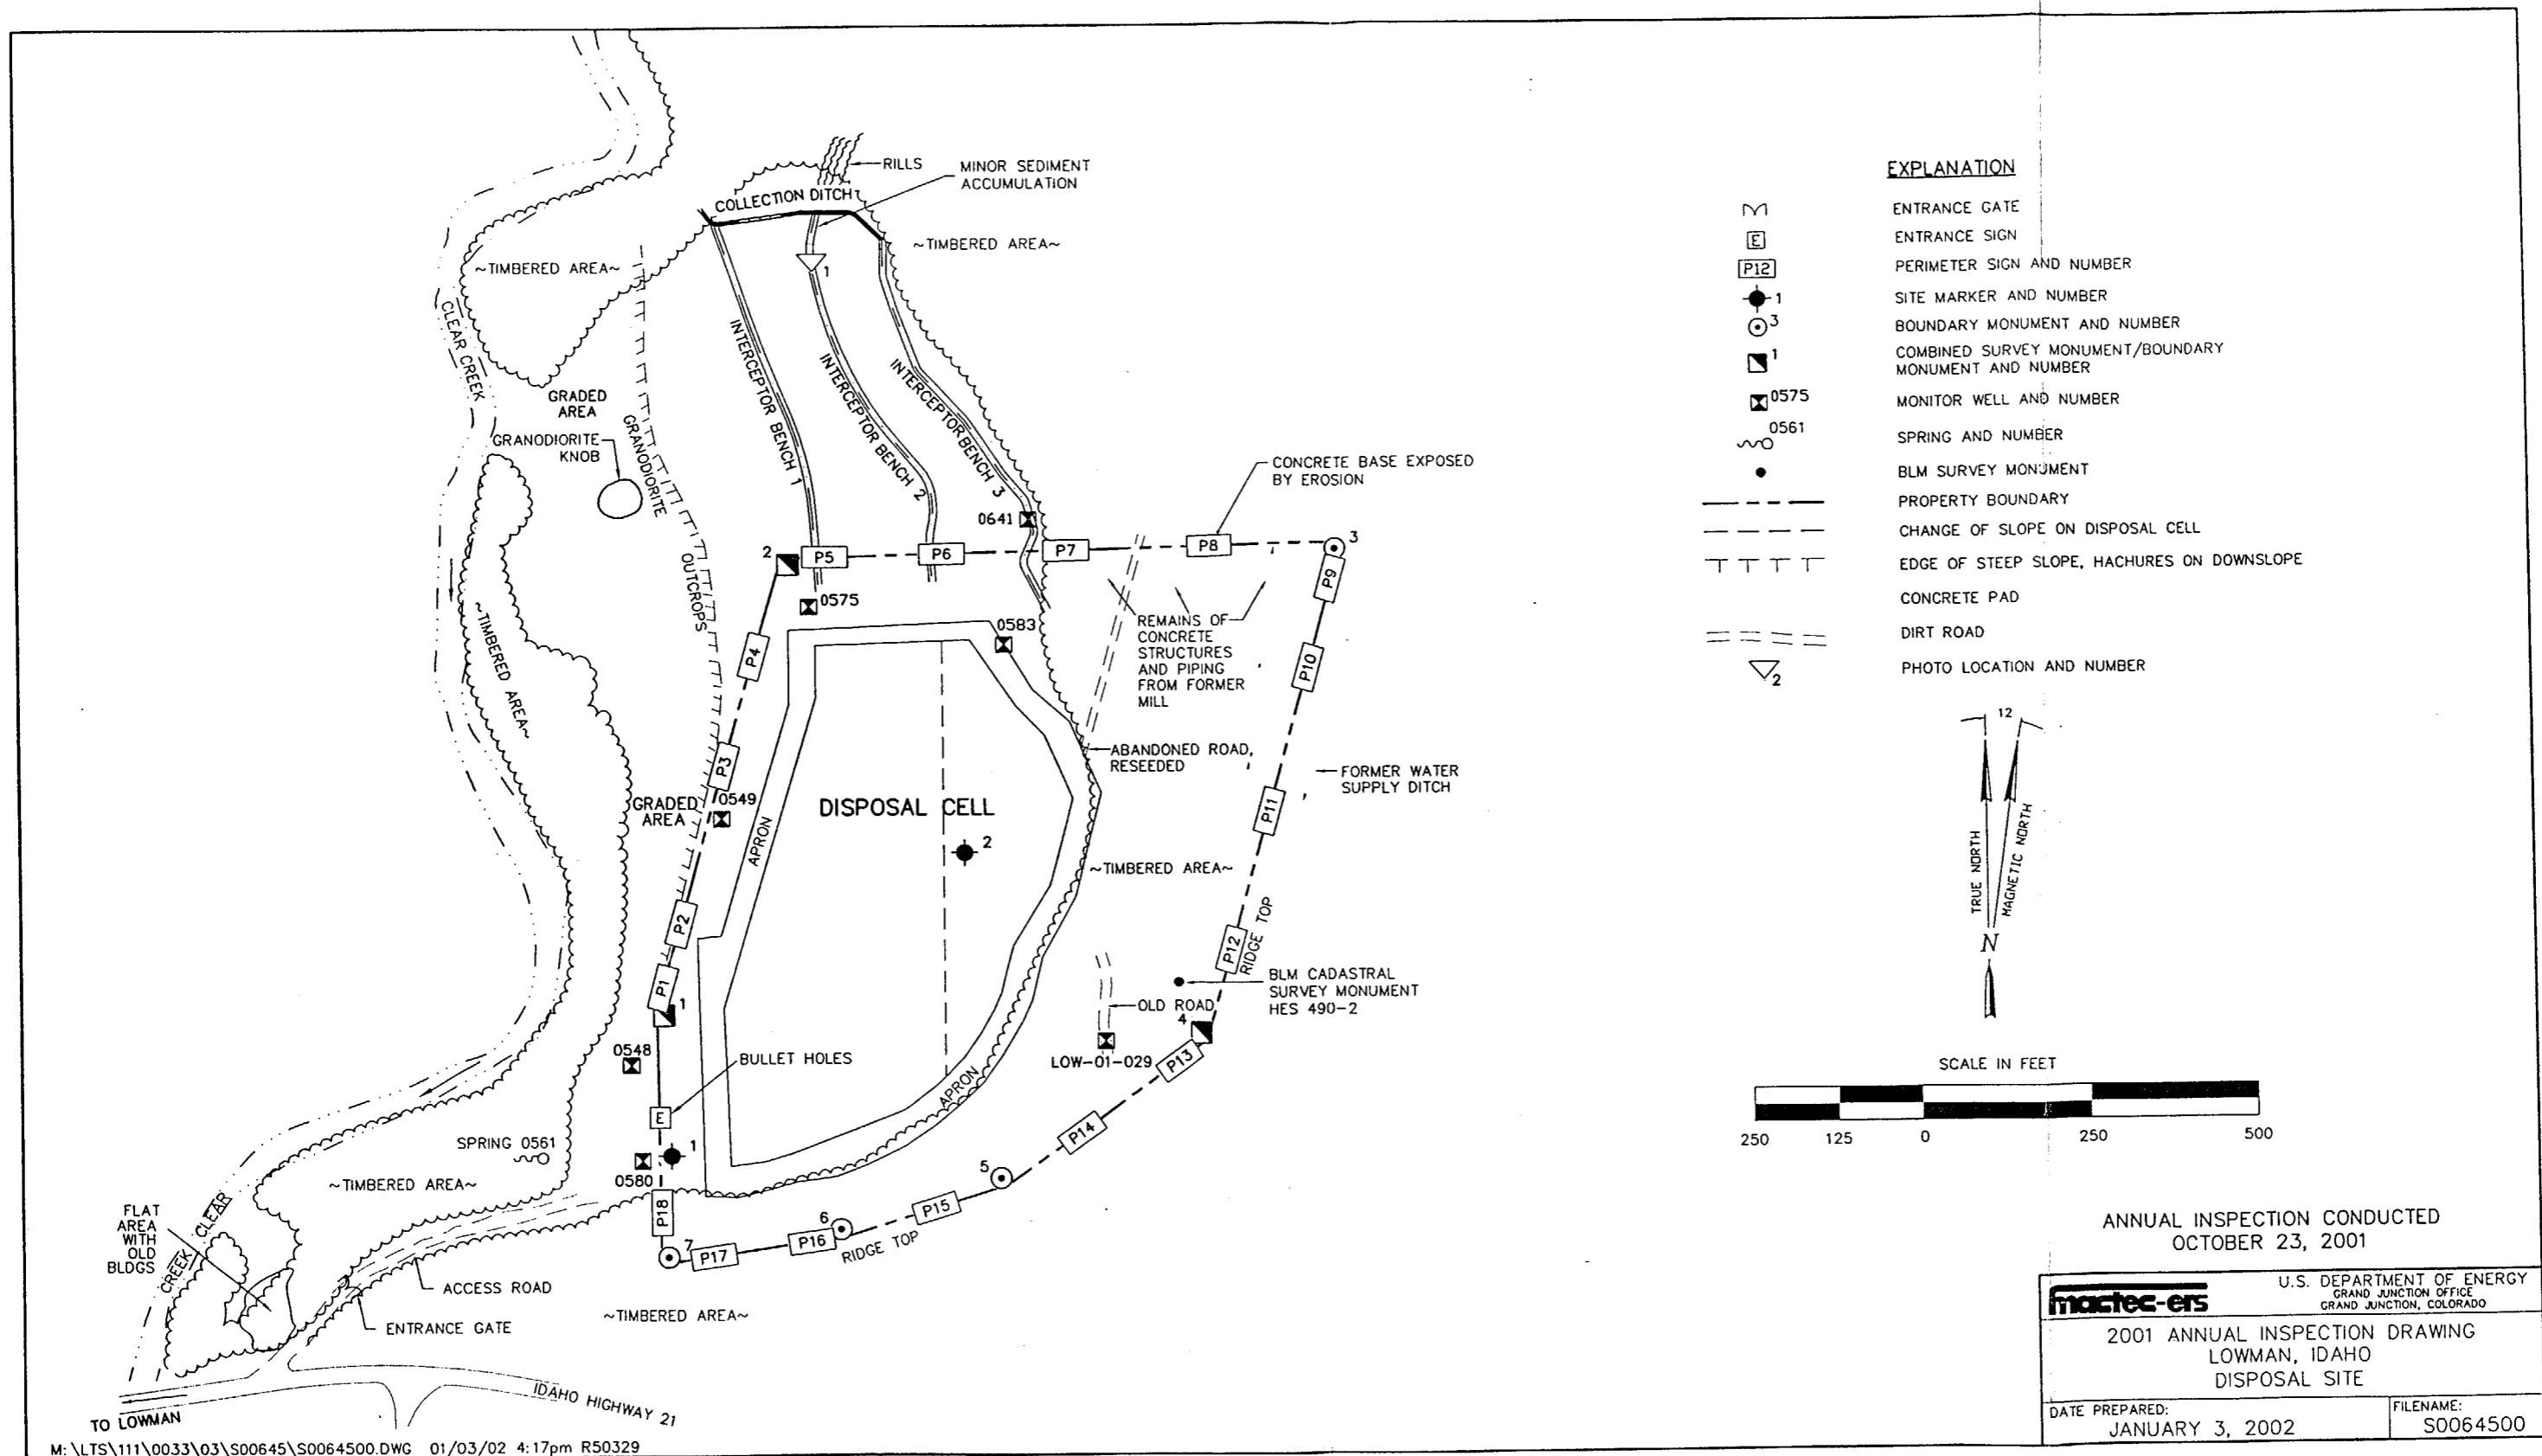 RILLS
MINOR SEDIMENT
ACCUMULATION
COLLECTION DITCH
~TIMBERED AREA~
~TIMBERED AREA~
1
CLEAR CREEK
INTERCEPTOR BENCH 1
INTERCEPTOR BENCH 2
INTERCEPTOR BENCH 3
GRADED
AREA
GRANODIORITE
KNOB
GRANODIORITE
OUTCROPS
CONCRETE BASE EXPOSED
BY EROSION
0641
2
P5
P6
P7
P8
3
P9
0575
0583
REMAINS OF
CONCRETE
STRUCTURES
AND PIPING
FROM FORMER
MILL
P4
P10
~TIMBERED AREA~
P3
ABANDONED ROAD,
RESEEDED
FORMER WATER
SUPPLY DITCH
GRADED
AREA
0549
DISPOSAL CELL
P11
APRON
2
~TIMBERED AREA~
P2
P12
RIDGE TOP
P1
1
BLM CADASTRAL
SURVEY MONUMENT
HES 490-2
OLD ROAD
4
0548
BULLET HOLES
LOW-01-029
P13
APRON
E
P14
SPRING 0561
1
0580
5
~TIMBERED AREA~
P18
P15
6
FLAT
AREA
WITH
OLD
BLDGS
CLEAR
CREEK
7
P17
P16
RIDGE TOP
ACCESS ROAD
~TIMBERED AREA~
ENTRANCE GATE
IDAHO HIGHWAY 21
TO LOWMAN
M:\LTS\111\0033\03\S00645\S0064500.DWG 01/03/02 4:17pm R50329
EXPLANATION
ENTRANCE GATE
E ENTRANCE SIGN
P12 PERIMETER SIGN AND NUMBER
1 SITE MARKER AND NUMBER
3 BOUNDARY MONUMENT AND NUMBER
1 COMBINED SURVEY MONUMENT/BOUNDARY
MONUMENT AND NUMBER
0575 MONITOR WELL AND NUMBER
0561 SPRING AND NUMBER
BLM SURVEY MONUMENT
PROPERTY BOUNDARY
CHANGE OF SLOPE ON DISPOSAL CELL
EDGE OF STEEP SLOPE, HACHURES ON DOWNSLOPE
CONCRETE PAD
DIRT ROAD
2 PHOTO LOCATION AND NUMBER
12
TRUE NORTH
MAGNETIC NORTH
N
SCALE IN FEET
250 125 0 250 500
ANNUAL INSPECTION CONDUCTED
OCTOBER 23, 2001
mactec-ers
U.S. DEPARTMENT OF ENERGY
GRAND JUNCTION OFFICE
GRAND JUNCTION, COLORADO
2001 ANNUAL INSPECTION DRAWING
LOWMAN, IDAHO
DISPOSAL SITE
DATE PREPARED:
JANUARY 3, 2002
FILENAME:
S0064500